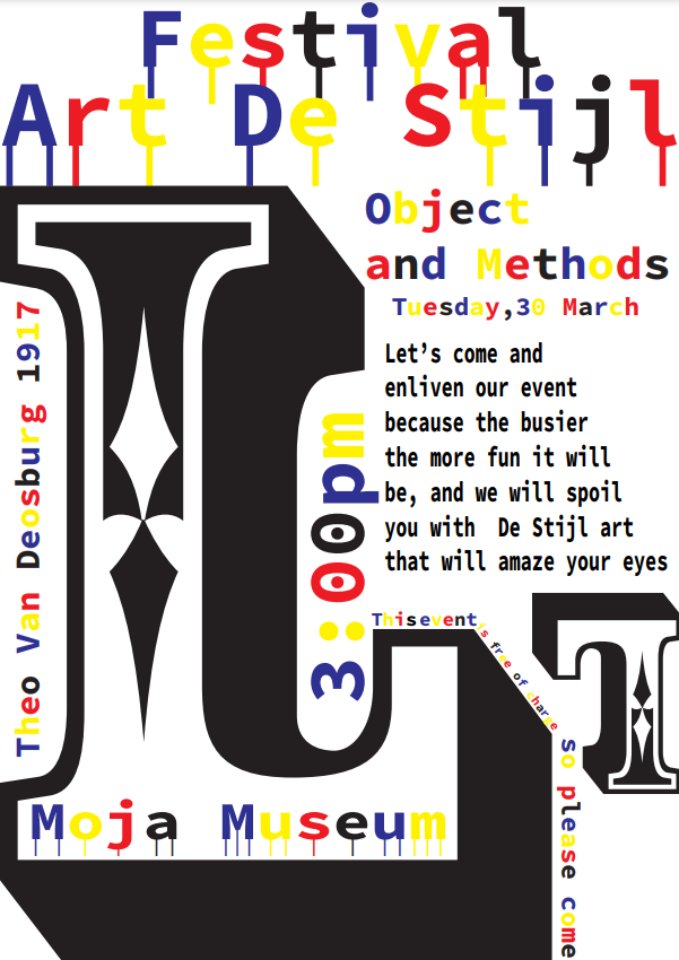 Festival
Art De Stijl
Object
and Methods
Tuesday,30 March
Let’s come and
enliven our event
because the busier
the more fun it will
be, and we will spoil
you with De Stijl art
that will amaze your eyes
Theo Van Deosburg 1917
3:00pm
Thisevent's free of charge
so please come
L
T
Moja Museum